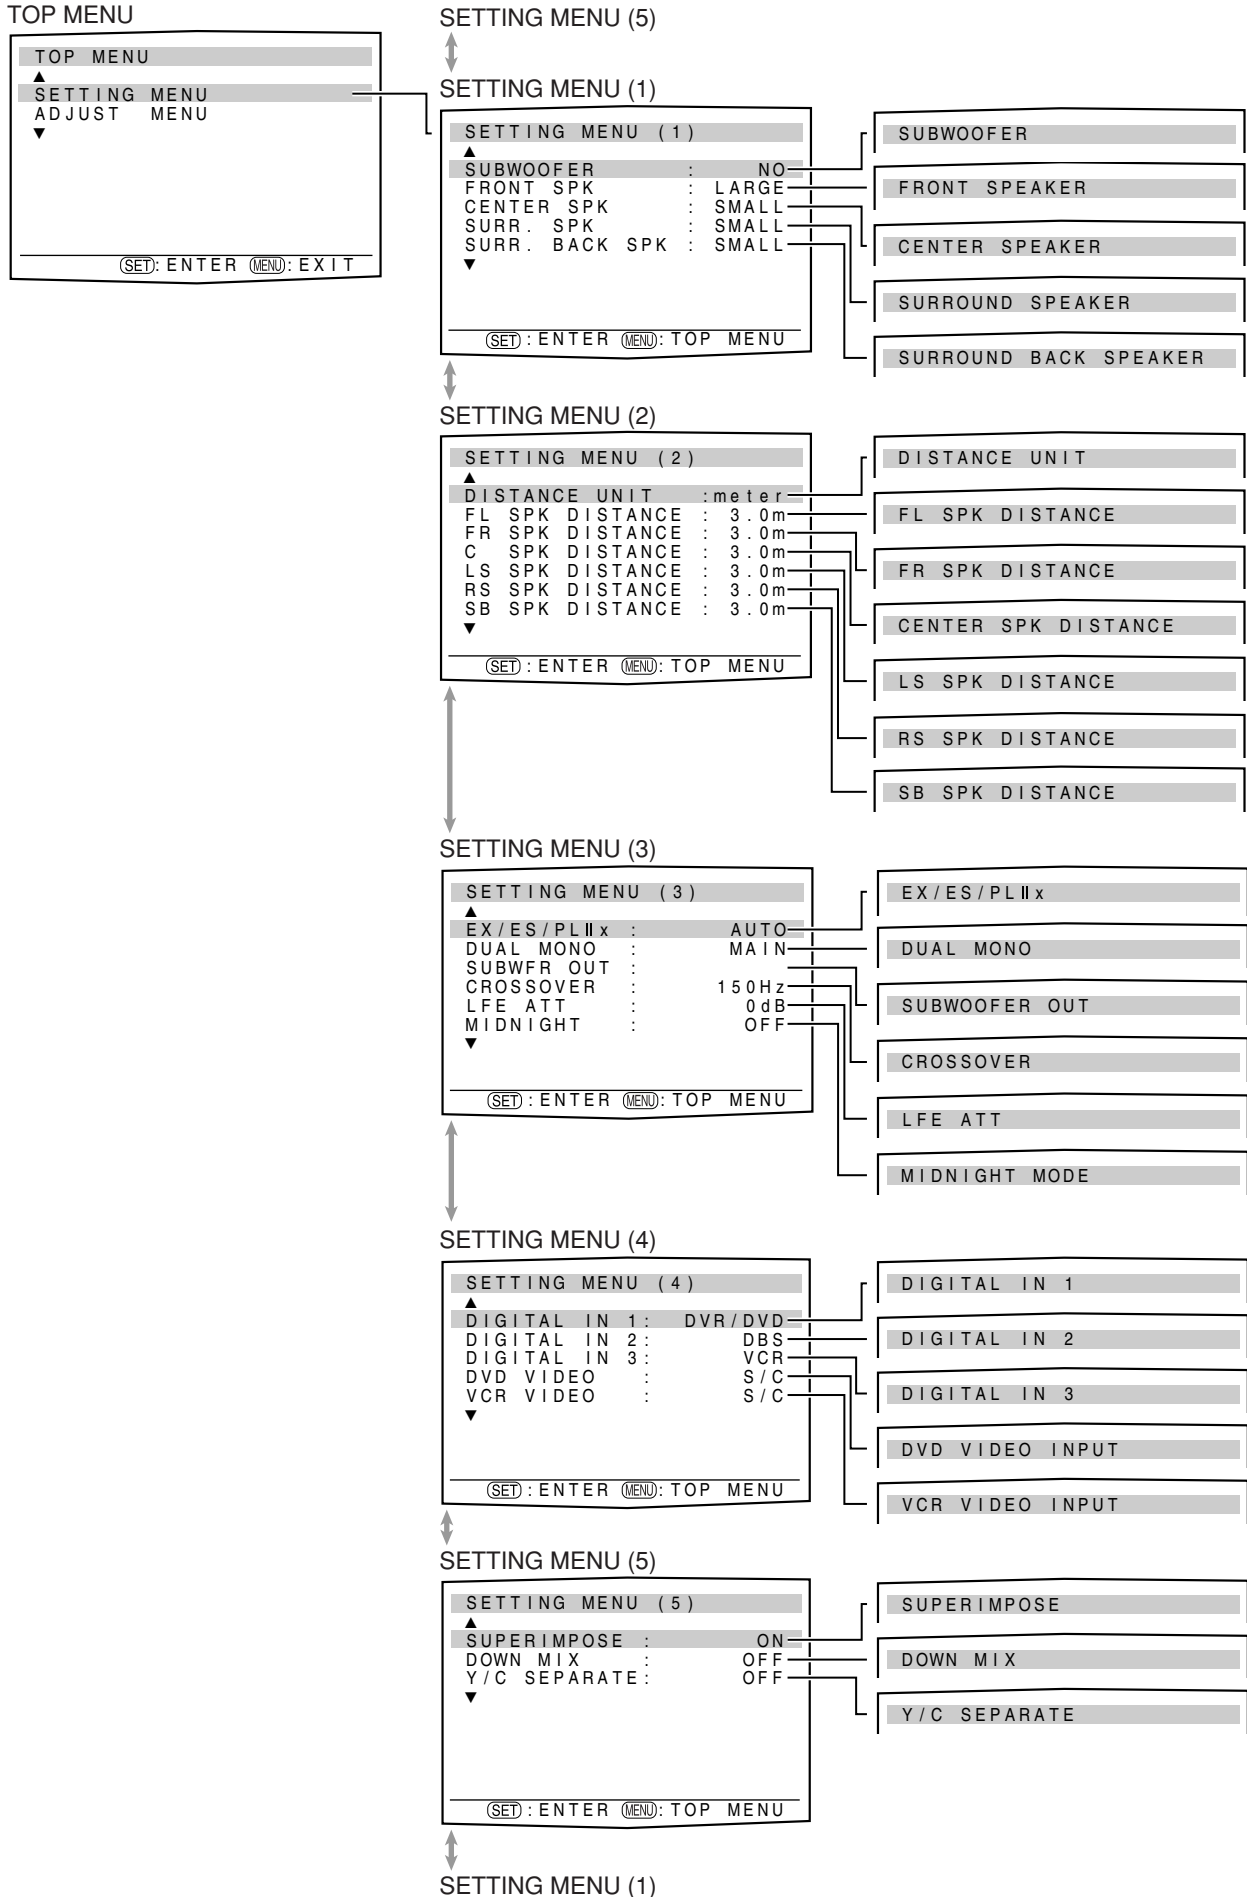 TOP MENU
TOP MENU
▲
SETTING MENU
ADJUST MENU
▼
SET: ENTER MENU: EXIT
SETTING MENU (5)
SETTING MENU (1)
SETTING MENU (1)
▲
SUBWOOFER : NO
FRONT SPK : LARGE
CENTER SPK : SMALL
SURR. SPK : SMALL
SURR. BACK SPK : SMALL
▼
SET : ENTER MENU: TOP MENU
SUBWOOFER
FRONT SPEAKER
CENTER SPEAKER
SURROUND SPEAKER
SURROUND BACK SPEAKER
SETTING MENU (2)
SETTING MENU (2)
▲
DISTANCE UNIT :meter
FL SPK DISTANCE : 3.0m
FR SPK DISTANCE : 3.0m
C SPK DISTANCE : 3.0m
LS SPK DISTANCE : 3.0m
RS SPK DISTANCE : 3.0m
SB SPK DISTANCE : 3.0m
▼
SET : ENTER MENU: TOP MENU
DISTANCE UNIT
FL SPK DISTANCE
FR SPK DISTANCE
CENTER SPK DISTANCE
LS SPK DISTANCE
RS SPK DISTANCE
SB SPK DISTANCE
SETTING MENU (3)
SETTING MENU (3)
▲
EX/ES/PLⅡx : AUTO
DUAL MONO : MAIN
SUBWFR OUT :
CROSSOVER : 150Hz
LFE ATT : 0dB
MIDNIGHT : OFF
▼
SET : ENTER MENU: TOP MENU
EX/ES/PLⅡx
DUAL MONO
SUBWOOFER OUT
CROSSOVER
LFE ATT
MIDNIGHT MODE
SETTING MENU (4)
SETTING MENU (4)
▲
DIGITAL IN 1: DVR/DVD
DIGITAL IN 2: DBS
DIGITAL IN 3: VCR
DVD VIDEO : S/C
VCR VIDEO : S/C
▼
SET : ENTER MENU: TOP MENU
DIGITAL IN 1
DIGITAL IN 2
DIGITAL IN 3
DVD VIDEO INPUT
VCR VIDEO INPUT
SETTING MENU (5)
SETTING MENU (5)
▲
SUPERIMPOSE : ON
DOWN MIX : OFF
Y/C SEPARATE: OFF
▼
SET : ENTER MENU: TOP MENU
SUPERIMPOSE
DOWN MIX
Y/C SEPARATE
SETTING MENU (1)